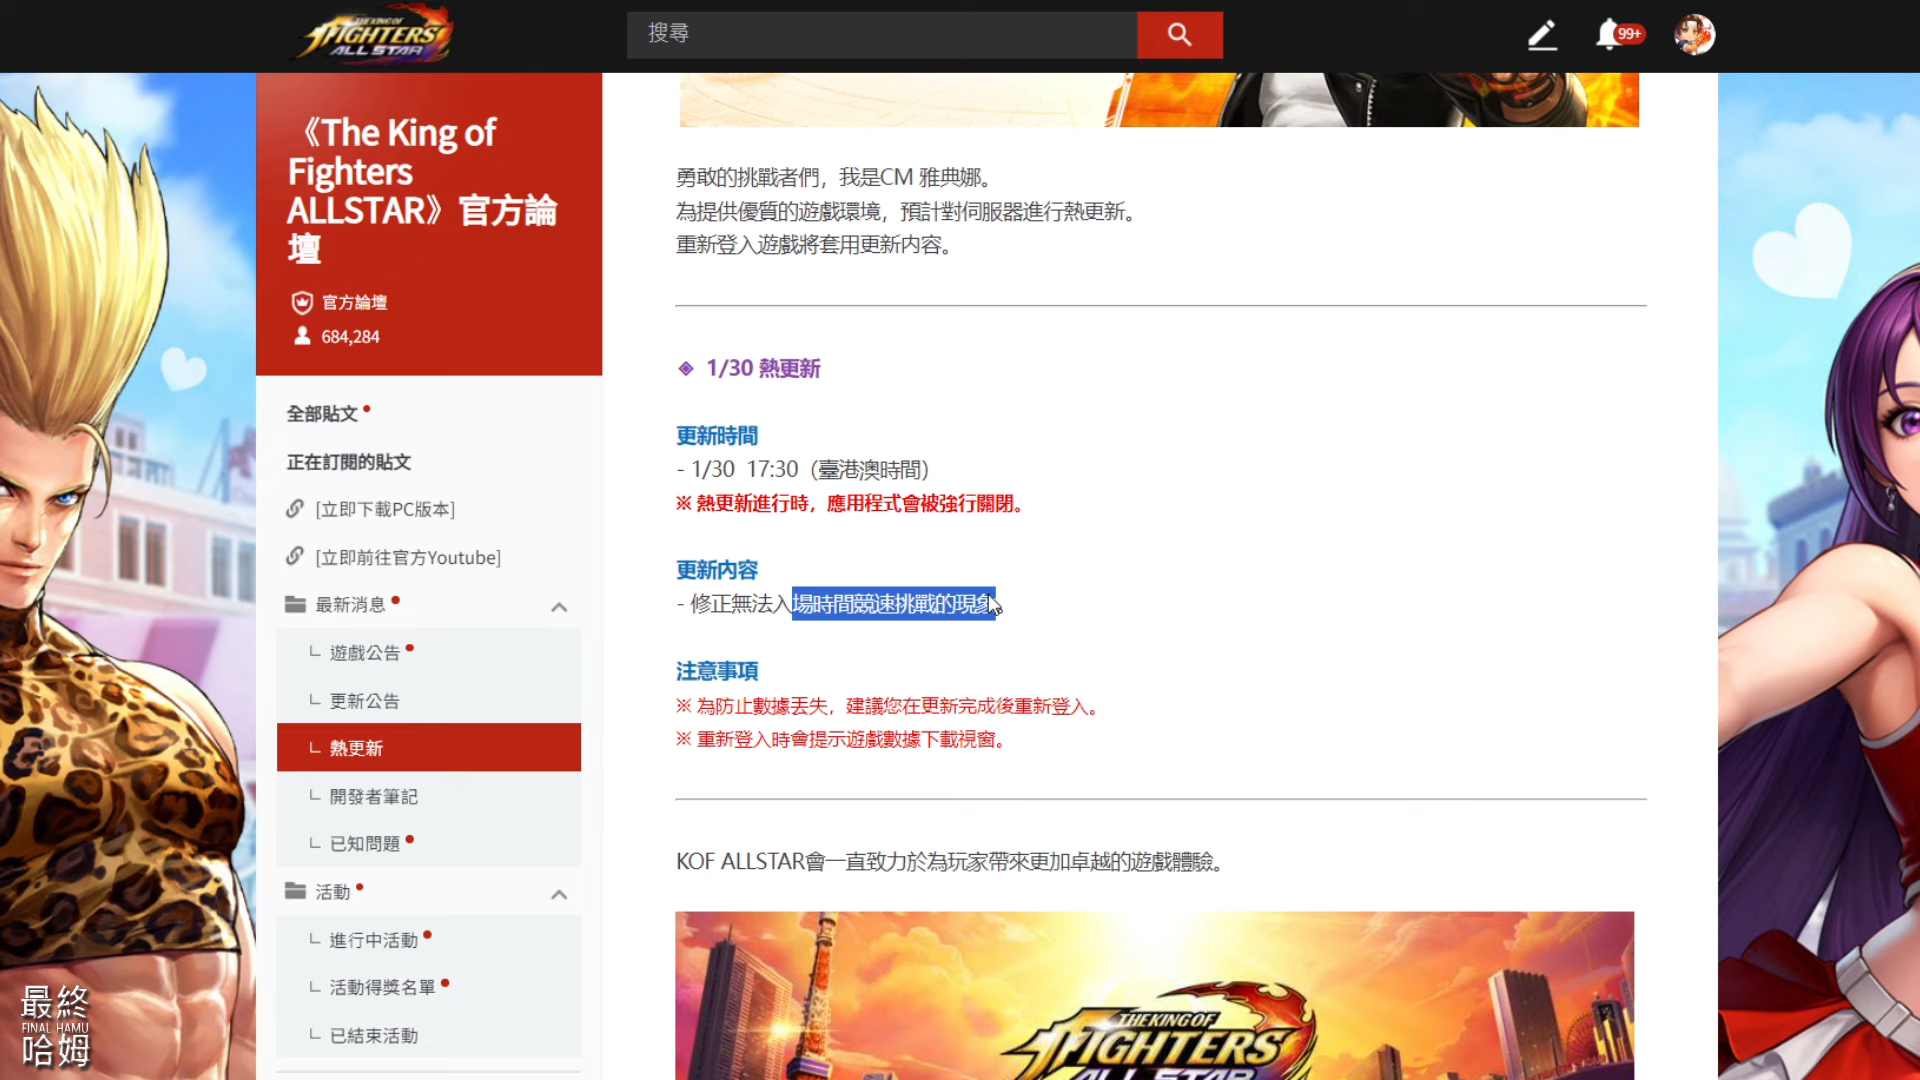 THE KING OF
FIGHTERS
ALL STAR
搜尋
99+
《The King of
Fighters
ALLSTAR》官方論
壇
官方論壇
684,284
全部貼文
正在訂閱的貼文
[立即下載PC版本]
[立即前往官方Youtube]
最新消息
└ 遊戲公告
└ 更新公告
└ 熱更新
└ 開發者筆記
└ 已知問題
活動
└ 進行中活動
└ 活動得獎名單
└ 已結束活動
勇敢的挑戰者們，我是CM 雅典娜。
為提供優質的遊戲環境，預計對伺服器進行熱更新。
重新登入遊戲將套用更新內容。
◈ 1/30 熱更新
更新時間
- 1/30 17:30（臺港澳時間）
※ 熱更新進行時，應用程式會被強行關閉。
更新內容
- 修正無法入場時間競速挑戰的現象
注意事項
※ 為防止數據丟失，建議您在更新完成後重新登入。
※ 重新登入時會提示遊戲數據下載視窗。
KOF ALLSTAR會一直致力於為玩家帶來更加卓越的遊戲體驗。
THE KING OF
FIGHTERS
ALL STAR
最終
FINAL HAMU
哈姆